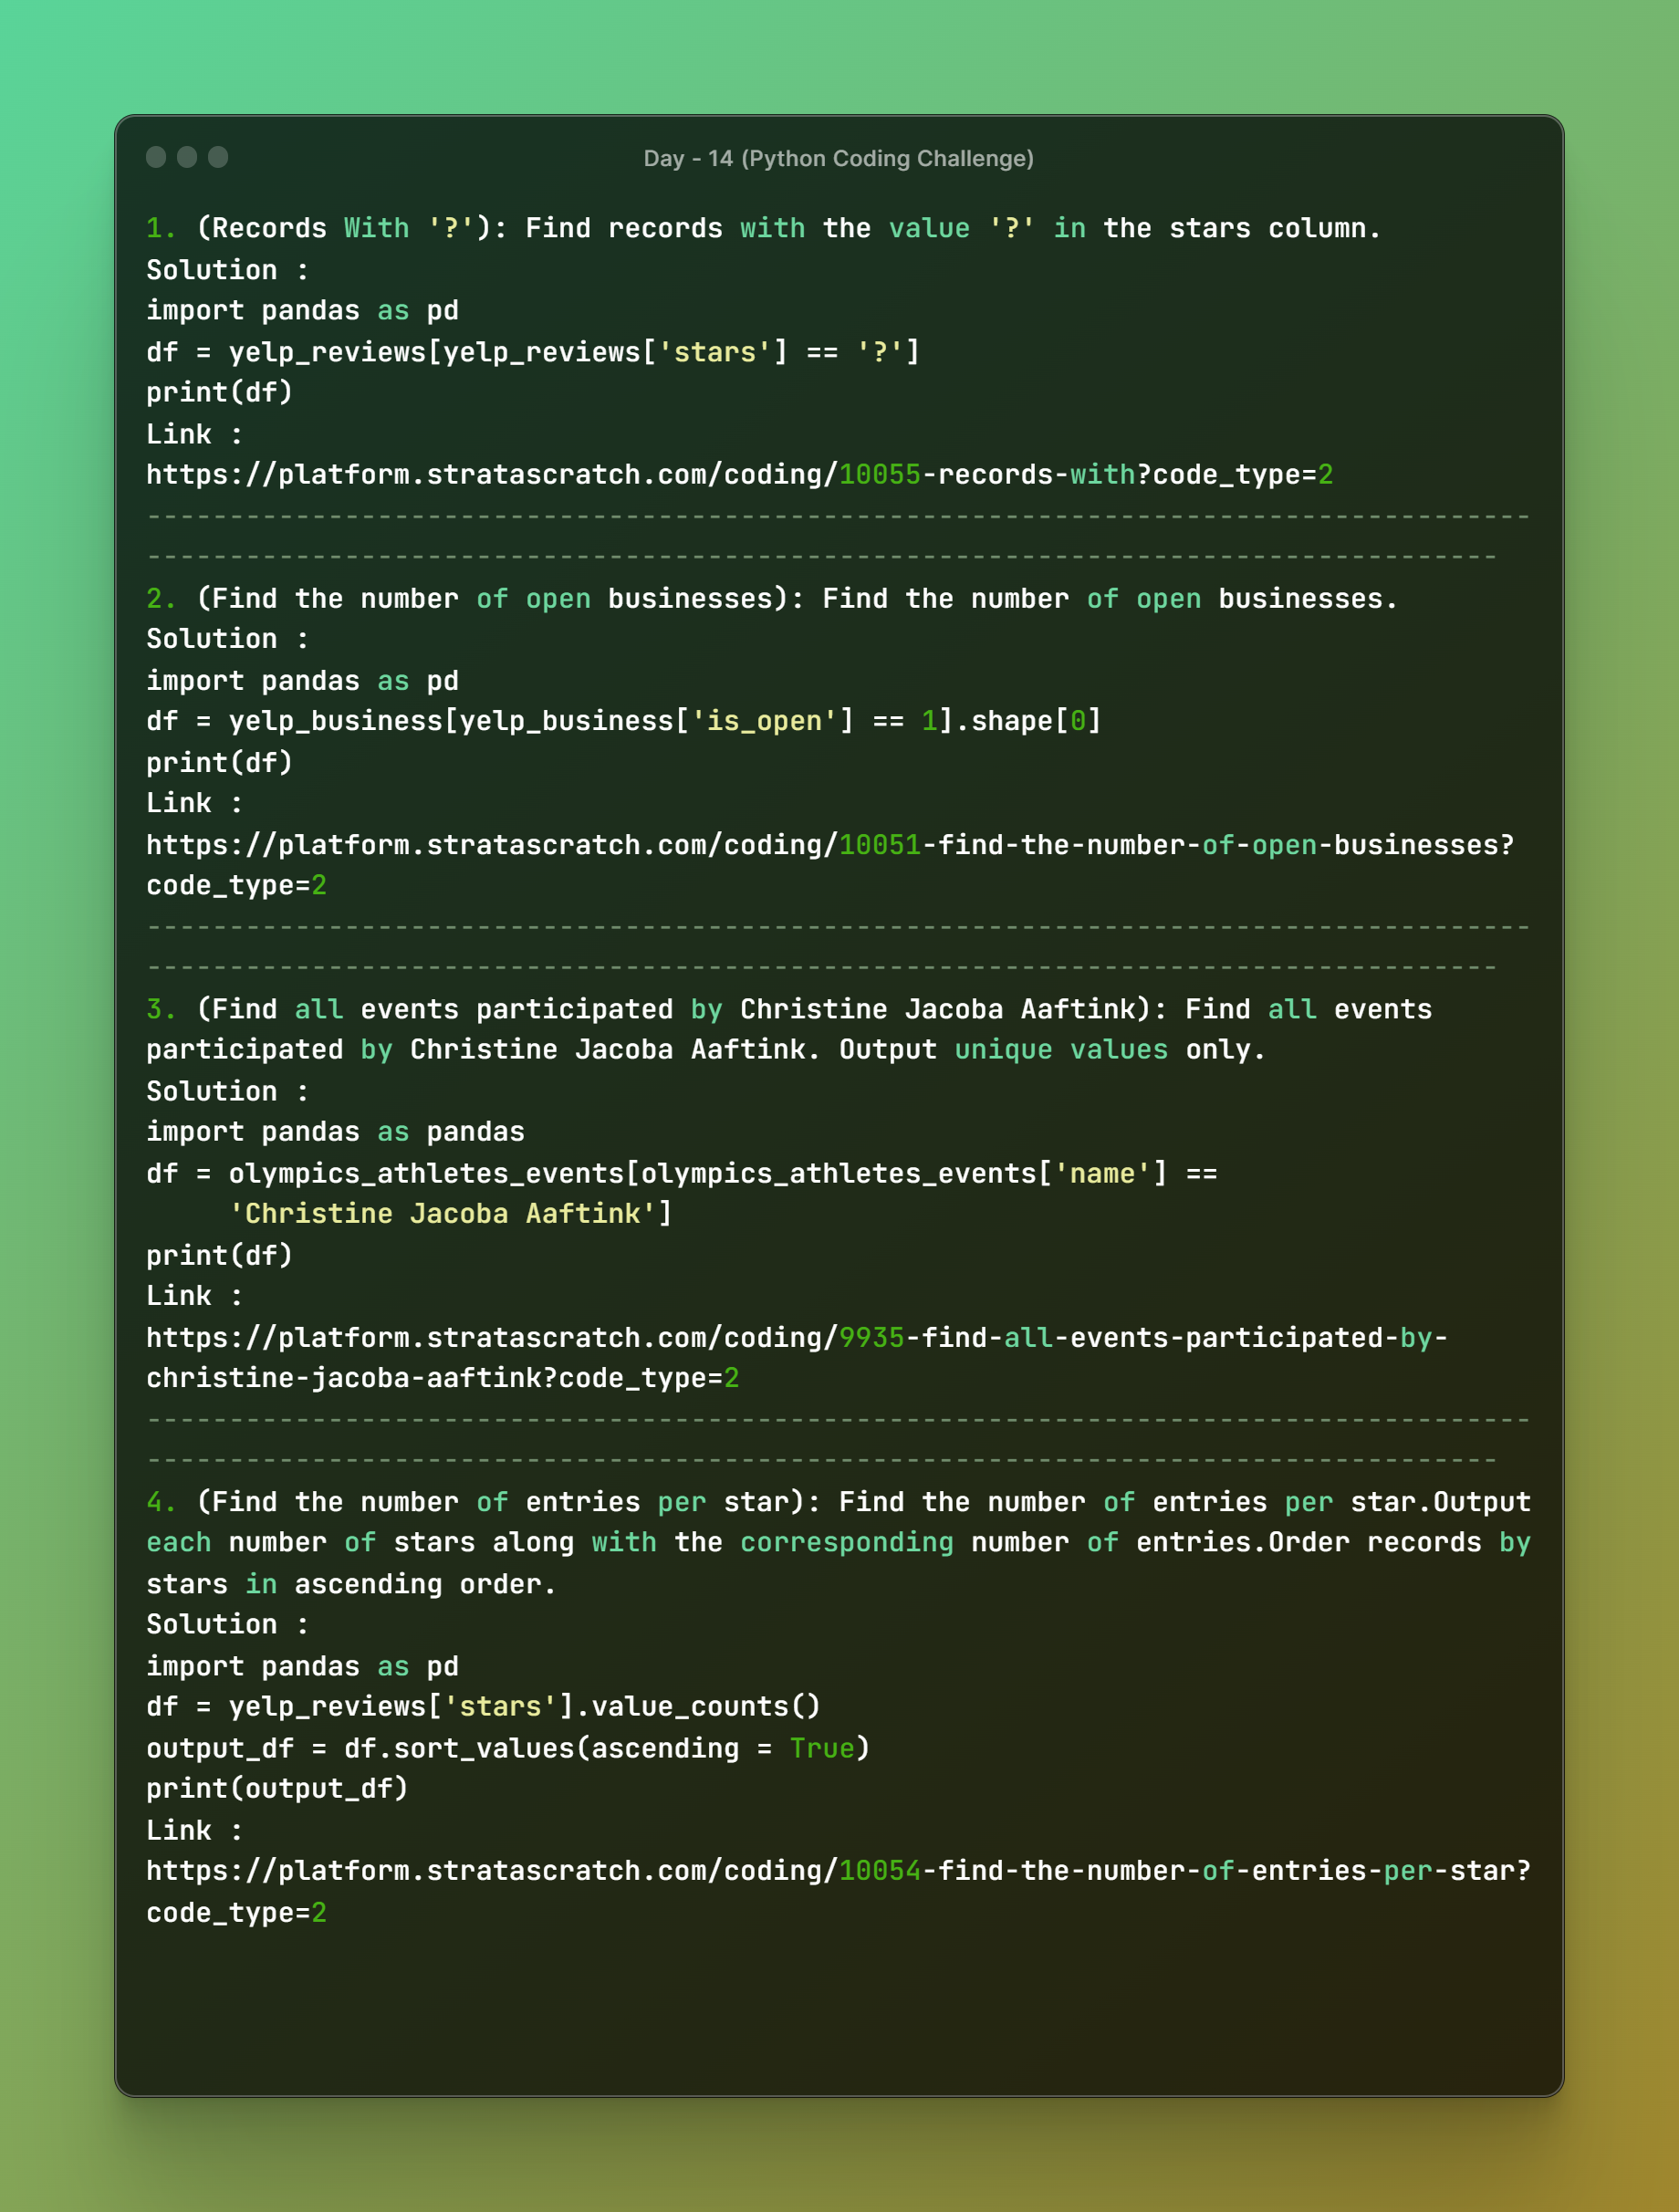 Day - 14 (Python Coding Challenge)
1. (Records With '?'): Find records with the value '?' in the stars column.
Solution :
import pandas as pd
df = yelp_reviews[yelp_reviews['stars'] == '?']
print(df)
Link :
https://platform.stratascratch.com/coding/10055-records-with?code_type=2
------------------------------------------------------------------------------------
----------------------------------------------------------------------------------
2. (Find the number of open businesses): Find the number of open businesses.
Solution :
import pandas as pd
df = yelp_business[yelp_business['is_open'] == 1].shape[0]
print(df)
Link :
https://platform.stratascratch.com/coding/10051-find-the-number-of-open-businesses?
code_type=2
------------------------------------------------------------------------------------
----------------------------------------------------------------------------------
3. (Find all events participated by Christine Jacoba Aaftink): Find all events
participated by Christine Jacoba Aaftink. Output unique values only.
Solution :
import pandas as pandas
df = olympics_athletes_events[olympics_athletes_events['name'] ==
     'Christine Jacoba Aaftink']
print(df)
Link :
https://platform.stratascratch.com/coding/9935-find-all-events-participated-by-
christine-jacoba-aaftink?code_type=2
------------------------------------------------------------------------------------
----------------------------------------------------------------------------------
4. (Find the number of entries per star): Find the number of entries per star.Output
each number of stars along with the corresponding number of entries.Order records by
stars in ascending order.
Solution :
import pandas as pd
df = yelp_reviews['stars'].value_counts()
output_df = df.sort_values(ascending = True)
print(output_df)
Link :
https://platform.stratascratch.com/coding/10054-find-the-number-of-entries-per-star?
code_type=2